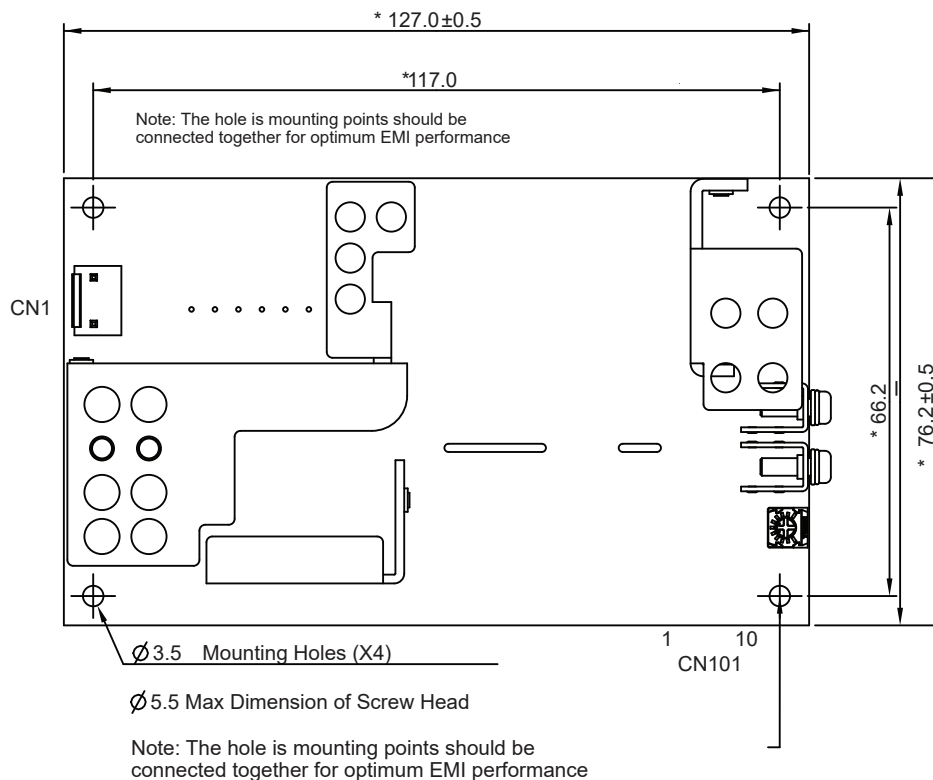 * 127.0±0.5
*117.0
Note: The hole is mounting points should be
connected together for optimum EMI performance
CN1
* 66.2
* 76.2±0.5
1 10
CN101
Ø 3.5 Mounting Holes (X4)
Ø 5.5 Max Dimension of Screw Head
Note: The hole is mounting points should be
connected together for optimum EMI performance